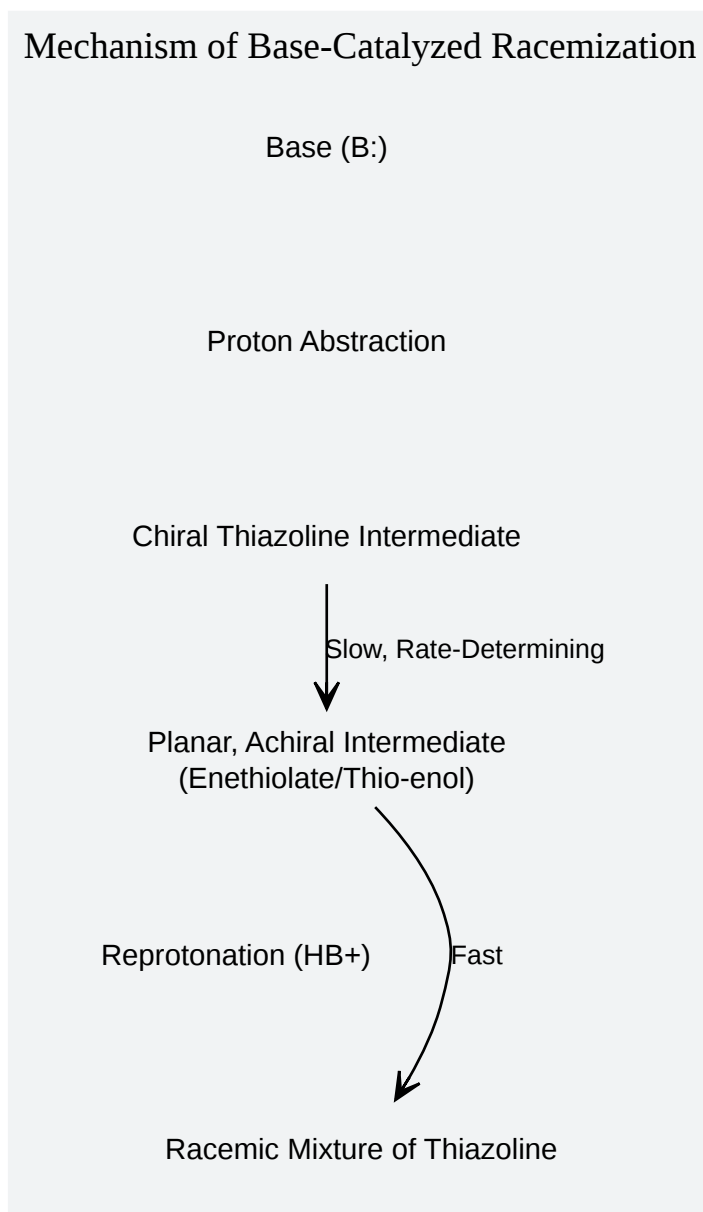 Mechanism of Base-Catalyzed Racemization
Base (B:)
Proton Abstraction
Chiral Thiazoline Intermediate
Slow, Rate-Determining
Planar, Achiral Intermediate
(Enethiolate/Thio-enol)
Reprotonation (HB+)
Fast
Racemic Mixture of Thiazoline